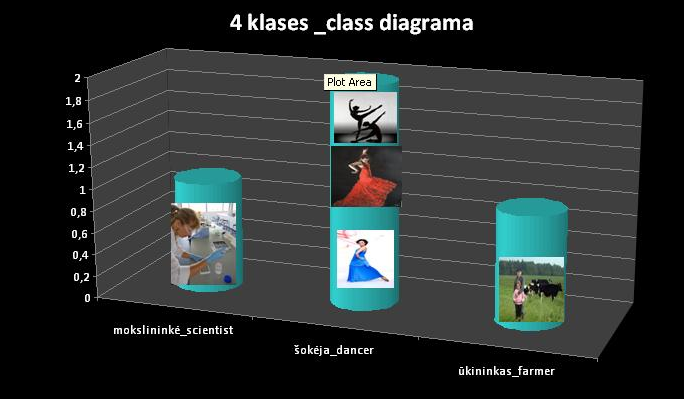 4 klases _class diagrama
Plot Area
2
1,8
1,6
1,4
1,2
1
0,8
0,6
0,4
0,2
0
mokslininkė_scientist
šokėja_dancer
ūkininkas_farmer